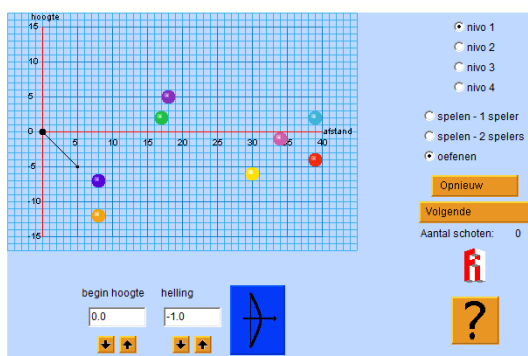 hoogte
15
10
5
0
5
10
15
20
25
30
35
40
afstand
-5
-10
-15
nivo 1
nivo 2
nivo 3
nivo 4
spelen - 1 speler
spelen - 2 spelers
oefenen
Opnieuw
Volgende
Aantal schoten: 0
fi
?
begin hoogte helling
0.0 -1.0